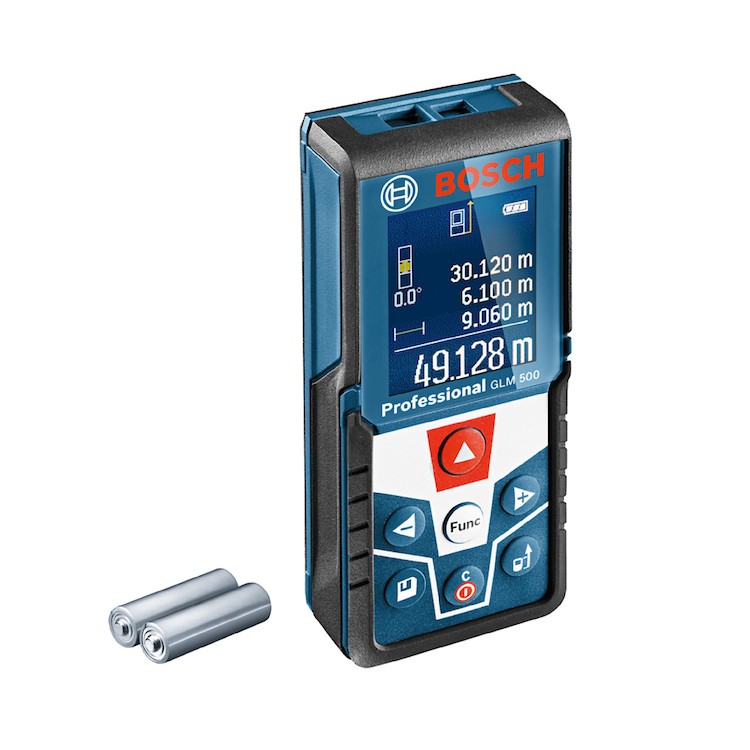 BOSCH
30.120 m
0.0°
6.100 m
9.060 m
49.128 m
Professional GLM 500
+
−
Func
C